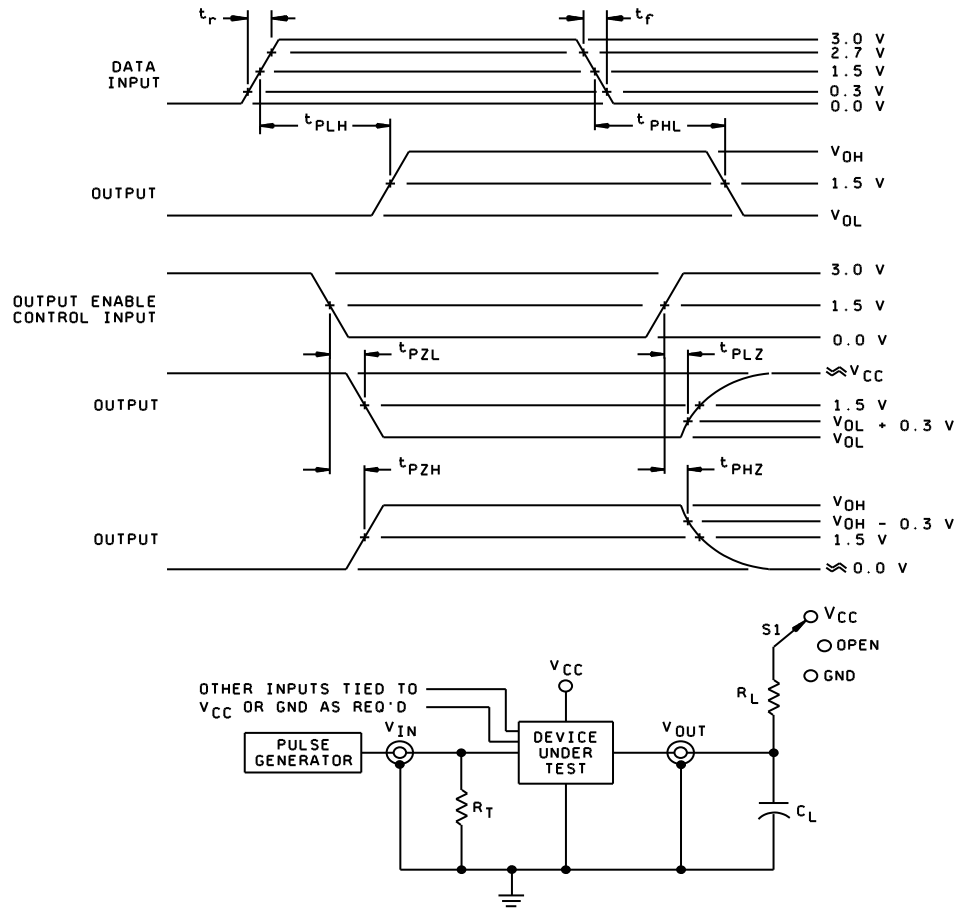 tr
tf
DATA
INPUT
3.0 V
2.7 V
1.5 V
0.3 V
0.0 V
tPLH
tPHL
OUTPUT
VOH
1.5 V
VOL
OUTPUT ENABLE
CONTROL INPUT
3.0 V
1.5 V
0.0 V
tPZL
tPLZ
OUTPUT
≈VCC
1.5 V
VOL + 0.3 V
VOL
tPZH
tPHZ
OUTPUT
VOH
VOH - 0.3 V
1.5 V
≈0.0 V
S1
VCC
OPEN
GND
RL
OTHER INPUTS TIED TO
VCC OR GND AS REQ'D
VCC
VIN
VOUT
PULSE
GENERATOR
DEVICE
UNDER
TEST
RT
CL